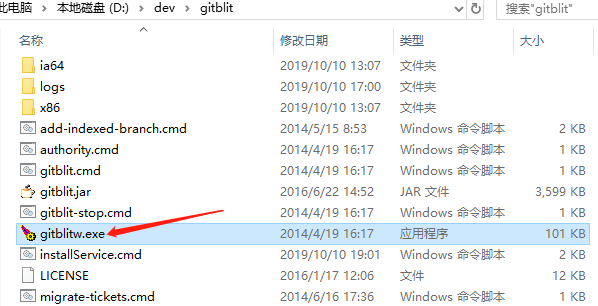 此电脑 > 本地磁盘 (D:) > dev > gitblit 搜索"gitblit"
名称 修改日期 类型 大小
ia64 2019/10/10 13:07 文件夹
logs 2019/10/10 17:00 文件夹
x86 2019/10/10 13:07 文件夹
add-indexed-branch.cmd 2014/5/15 8:53 Windows 命令脚本 2 KB
authority.cmd 2014/4/19 16:17 Windows 命令脚本 1 KB
gitblit.cmd 2014/4/19 16:17 Windows 命令脚本 1 KB
gitblit.jar 2016/6/22 14:52 JAR 文件 3,599 KB
gitblit-stop.cmd 2014/4/19 16:17 Windows 命令脚本 1 KB
gitblitw.exe 2014/4/19 16:17 应用程序 101 KB
installService.cmd 2019/10/10 19:01 Windows 命令脚本 2 KB
LICENSE 2016/1/17 12:06 文件 12 KB
migrate-tickets.cmd 2014/6/16 17:36 Windows 命令脚本 1 KB